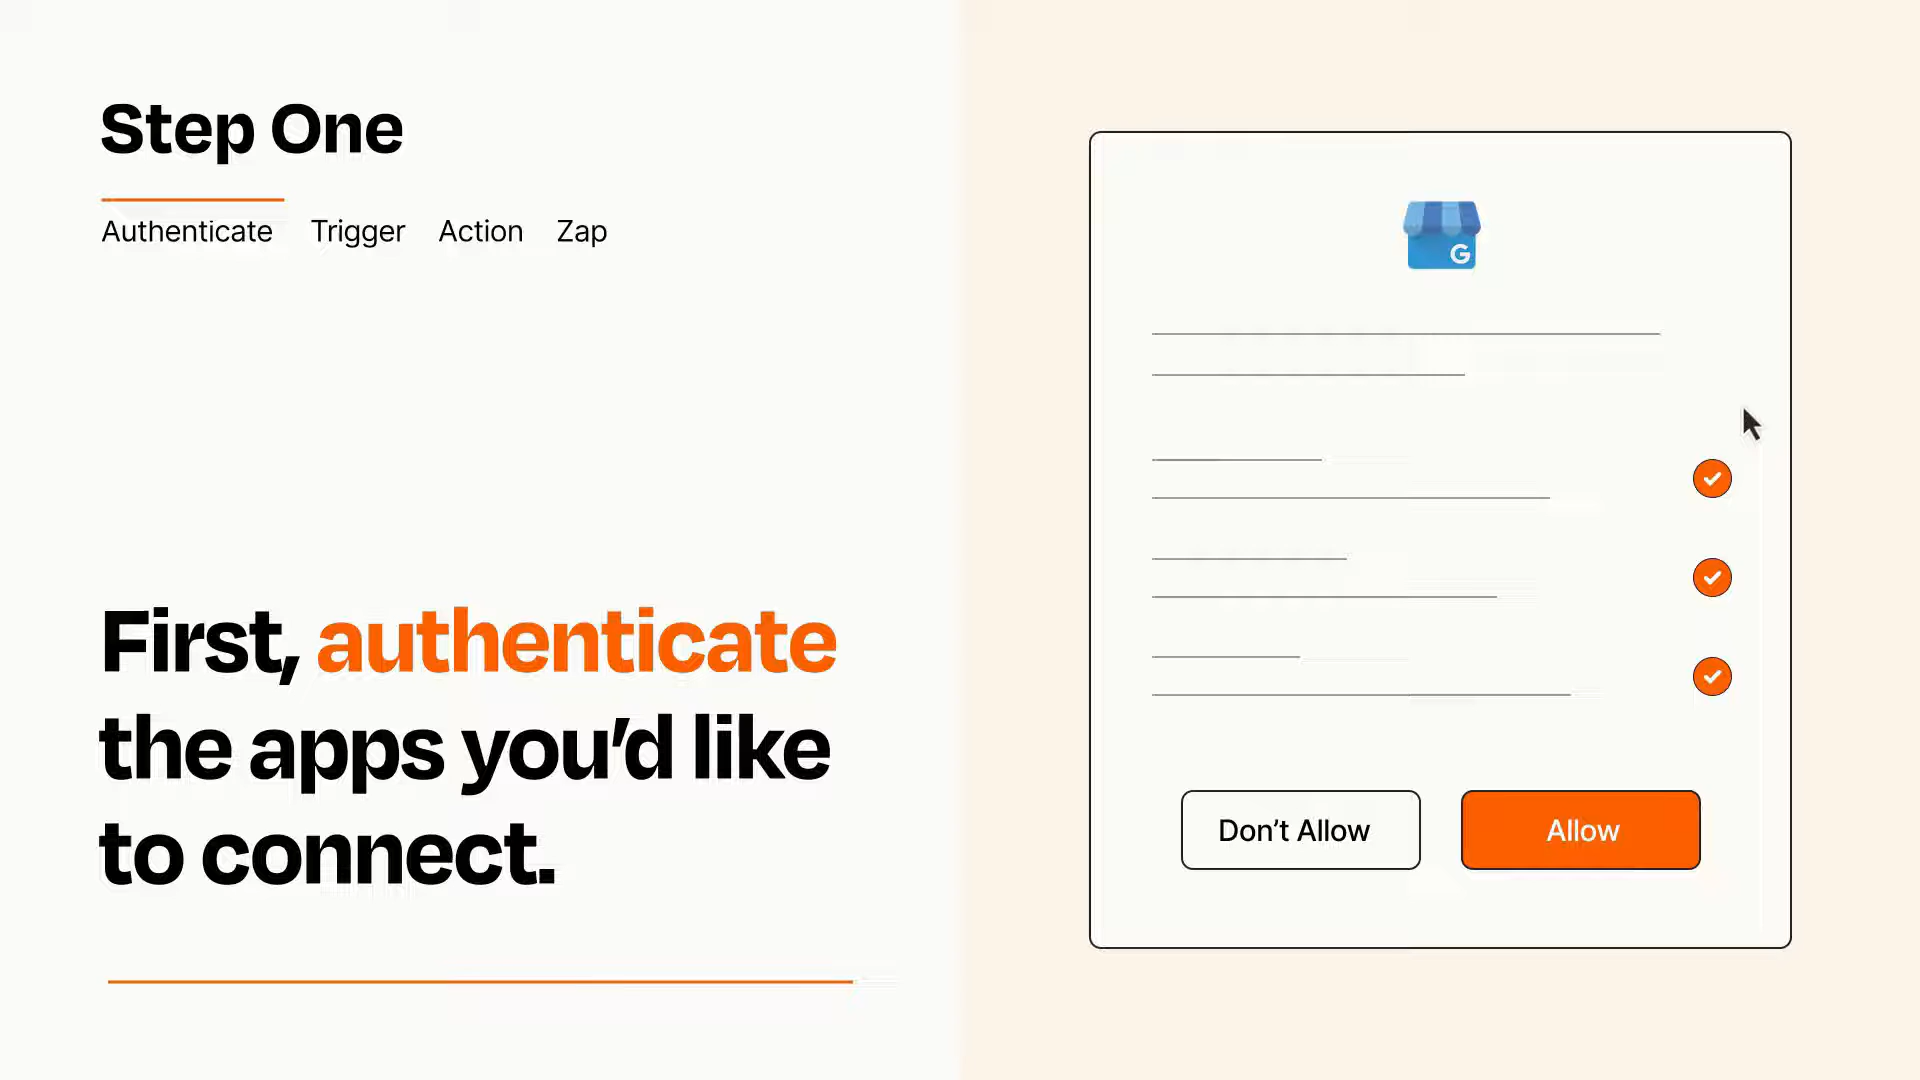 Step One
Authenticate Trigger Action Zap
First, authenticate
the apps you’d like
to connect.
G
Don’t Allow Allow